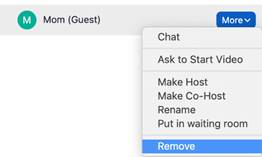 M Mom (Guest) More
Chat
Ask to Start Video
Make Host
Make Co-Host
Rename
Put in waiting room
Remove